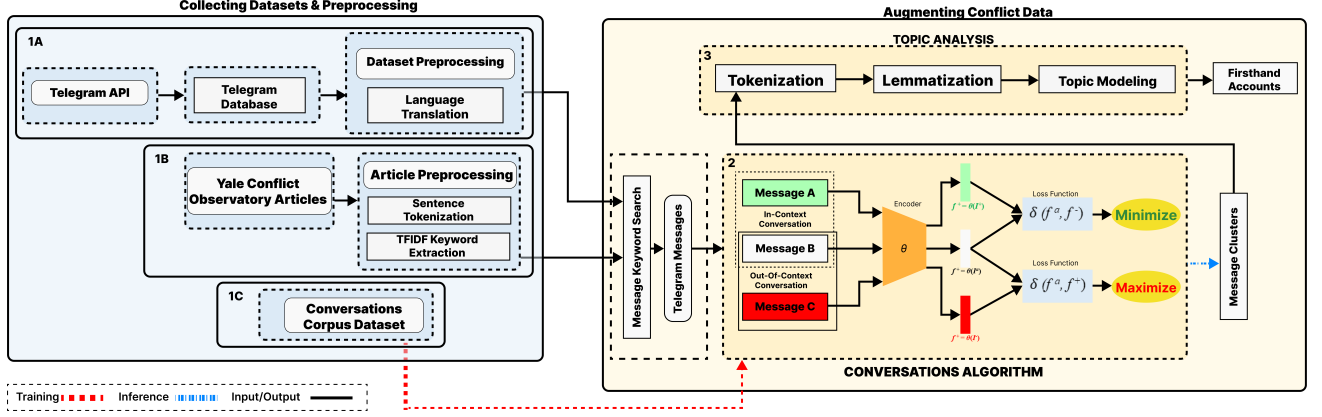 Collecting Datasets & Preprocessing
1A
Telegram API
Telegram
Database
Dataset Preprocessing
Language
Translation
1B
Yale Conflict
Observatory Articles
Article Preprocessing
Sentence
Tokenization
TFIDF Keyword
Extraction
1C
Conversations
Corpus Dataset
Training
Inference
Input/Output
Augmenting Conflict Data
TOPIC ANALYSIS
3
Tokenization
Lemmatization
Topic Modeling
Firsthand
Accounts
Message Keyword Search
Telegram Messages
2
Message A
In-Context
Conversation
Message B
Out-Of-Context
Conversation
Message C
Encoder
θ
Loss Function
δ (fᵃ, f⁻)
Minimize
Loss Function
δ (fᵃ, f⁺)
Maximize
Message Clusters
CONVERSATIONS ALGORITHM